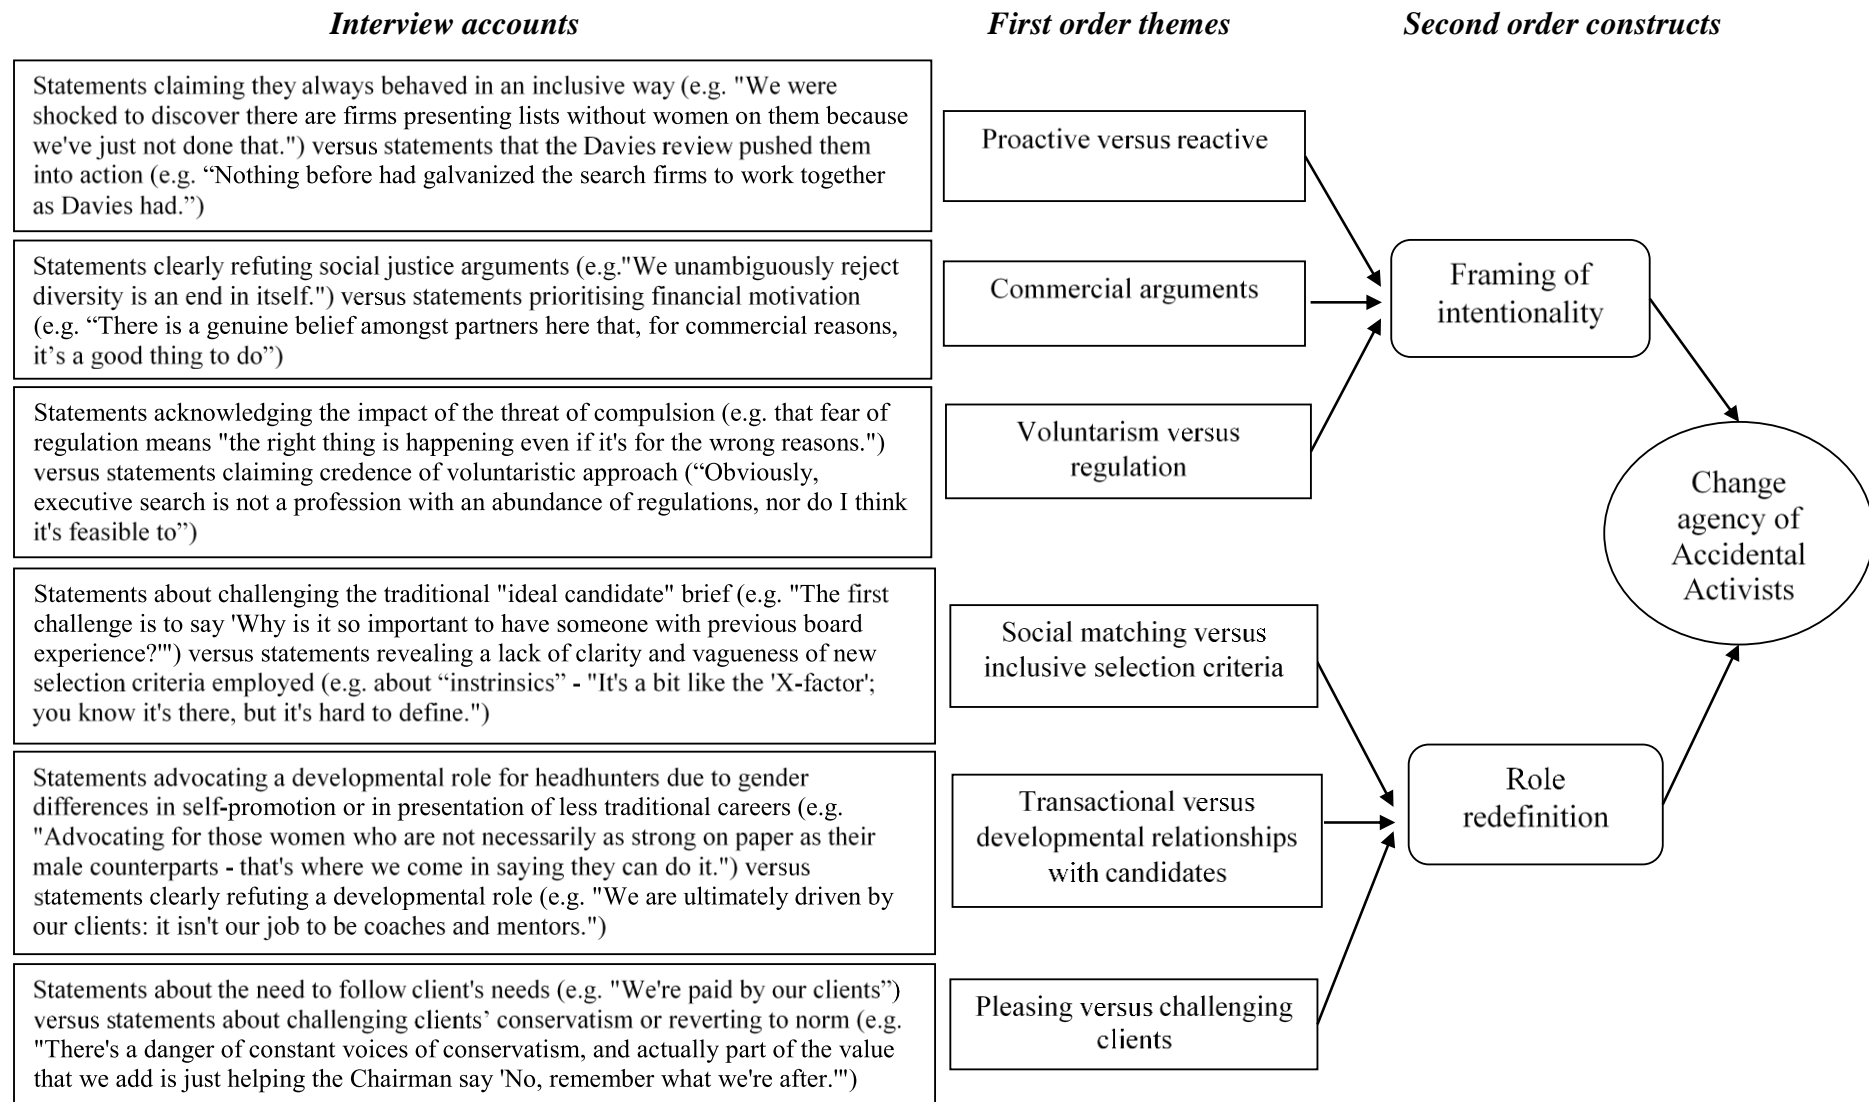 Interview accounts
First order themes
Second order constructs
Statements claiming they always behaved in an inclusive way (e.g. "We were
shocked to discover there are firms presenting lists without women on them because
we've just not done that.") versus statements that the Davies review pushed them
into action (e.g. “Nothing before had galvanized the search firms to work together
as Davies had.”)
Proactive versus reactive
Statements clearly refuting social justice arguments (e.g."We unambiguously reject
diversity is an end in itself.") versus statements prioritising financial motivation
(e.g. “There is a genuine belief amongst partners here that, for commercial reasons,
it’s a good thing to do”)
Commercial arguments
Statements acknowledging the impact of the threat of compulsion (e.g. that fear of
regulation means "the right thing is happening even if it's for the wrong reasons.")
versus statements claiming credence of voluntaristic approach (“Obviously,
executive search is not a profession with an abundance of regulations, nor do I think
it's feasible to”)
Voluntarism versus
regulation
Framing of
intentionality
Statements about challenging the traditional "ideal candidate" brief (e.g. "The first
challenge is to say 'Why is it so important to have someone with previous board
experience?'") versus statements revealing a lack of clarity and vagueness of new
selection criteria employed (e.g. about “instrinsics” - "It's a bit like the 'X-factor';
you know it's there, but it's hard to define.")
Social matching versus
inclusive selection criteria
Statements advocating a developmental role for headhunters due to gender
differences in self-promotion or in presentation of less traditional careers (e.g.
"Advocating for those women who are not necessarily as strong on paper as their
male counterparts - that's where we come in saying they can do it.") versus
statements clearly refuting a developmental role (e.g. "We are ultimately driven by
our clients: it isn't our job to be coaches and mentors.")
Transactional versus
developmental relationships
with candidates
Statements about the need to follow client's needs (e.g. "We're paid by our clients”)
versus statements about challenging clients’ conservatism or reverting to norm (e.g.
"There's a danger of constant voices of conservatism, and actually part of the value
that we add is just helping the Chairman say 'No, remember what we're after.'")
Pleasing versus challenging
clients
Role
redefinition
Change
agency of
Accidental
Activists